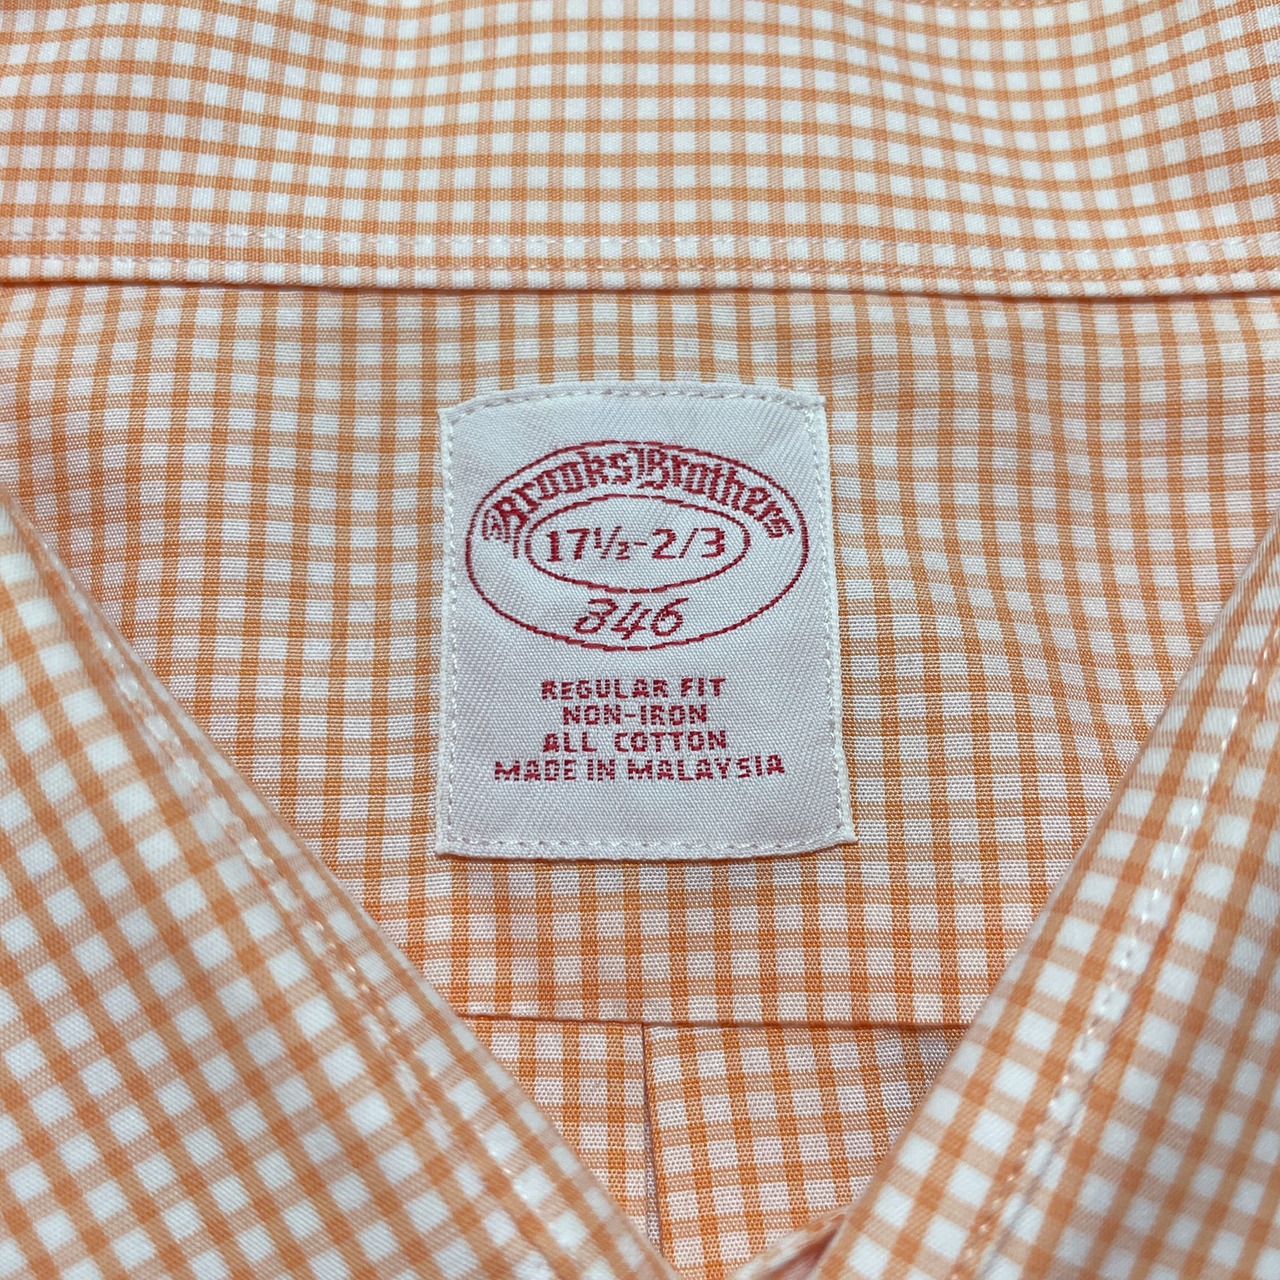 Brooks Brothers
17½-2/3
346
REGULAR FIT
NON-IRON
ALL COTTON
MADE IN MALAYSIA